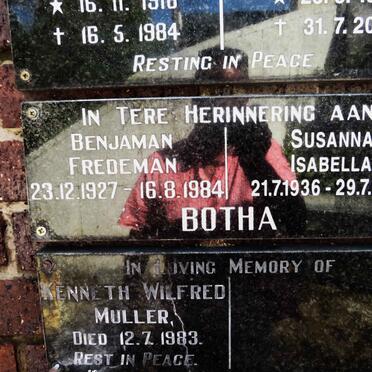 ★ 16.11.1918
✝ 16.5.1984 ✝ 31.7.20
RESTING IN PEACE
IN TERE HERINNERING AAN
BENJAMAN SUSANNA
FREDEMAN ISABELLA
23.12.1927 - 16.8.1984 21.7.1936 - 29.7.
BOTHA
IN LOVING MEMORY OF
KENNETH WILFRED
MULLER,
DIED 12.7.1983.
REST IN PEACE.